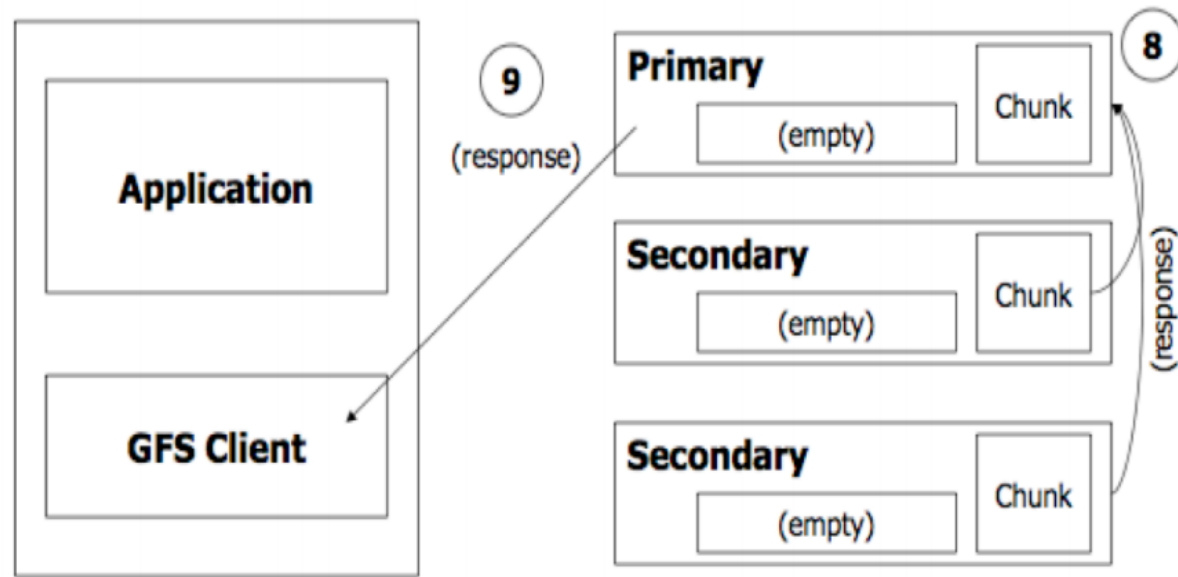 Application
GFS Client
9
(response)
8
Primary
Chunk
(empty)
Secondary
Chunk
(empty)
(response)
Secondary
Chunk
(empty)